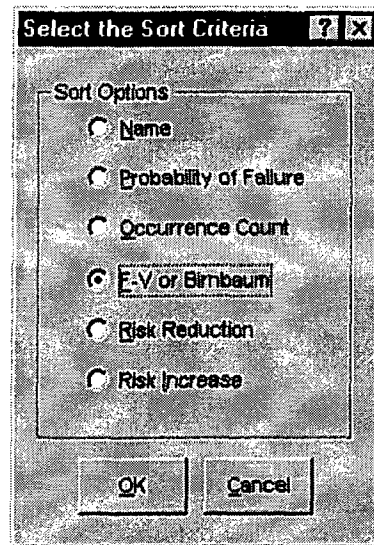 Select the Sort Criteria ? X
Sort Options
Name
Probability of Failure
Occurrence Count
F-V or Birnbaum
Risk Reduction
Risk Increase
OK Cancel